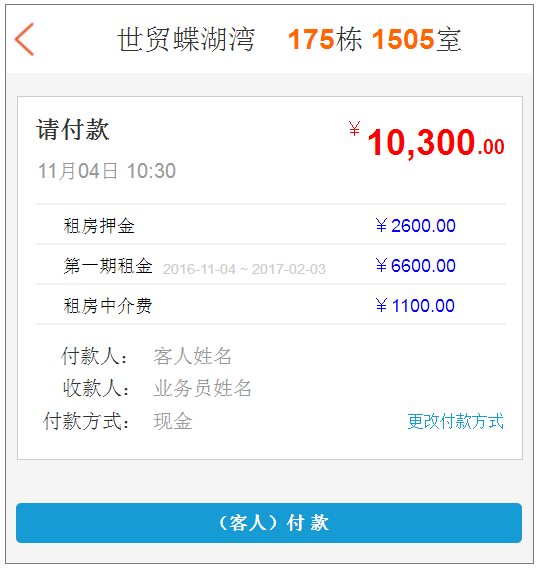 世贸蝶湖湾 175栋 1505室
请付款
¥ 10,300.00
11月04日 10:30
租房押金 ¥2600.00
第一期租金 2016-11-04 ~ 2017-02-03 ¥6600.00
租房中介费 ¥1100.00
付款人： 客人姓名
收款人： 业务员姓名
付款方式： 现金 更改付款方式
（客人）付 款